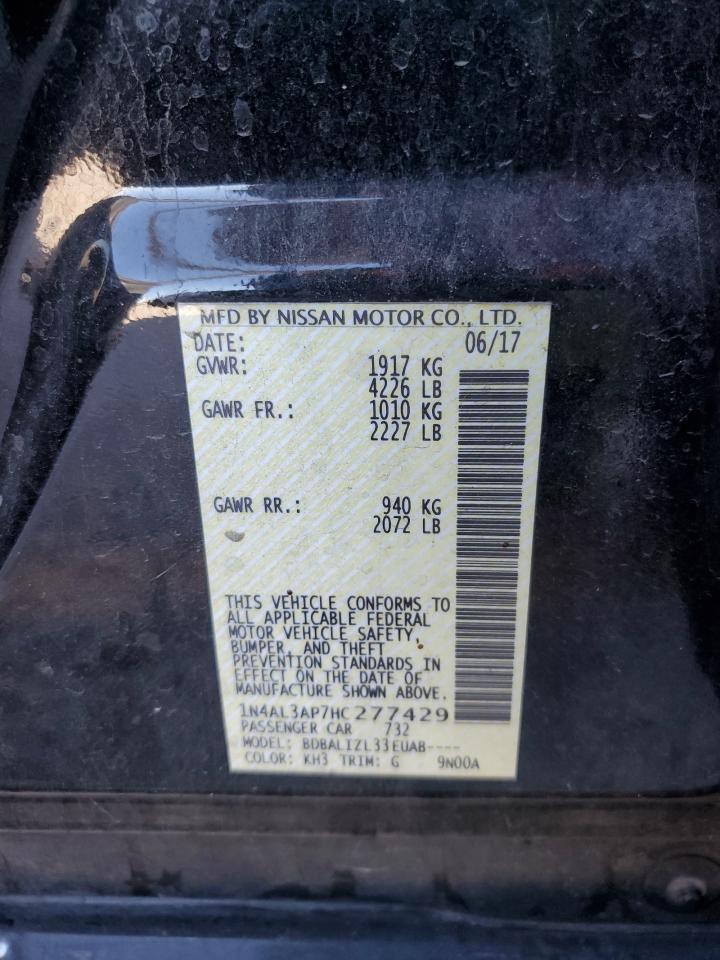 MFD BY NISSAN MOTOR CO., LTD.
DATE: 06/17
GVWR: 1917 KG
4226 LB
GAWR FR.: 1010 KG
2227 LB
GAWR RR.: 940 KG
2072 LB
THIS VEHICLE CONFORMS TO
ALL APPLICABLE FEDERAL
MOTOR VEHICLE SAFETY,
BUMPER, AND THEFT
PREVENTION STANDARDS IN
EFFECT ON THE DATE OF
MANUFACTURE SHOWN ABOVE.
1N4AL3AP7HC277429
PASSENGER CAR 732
MODEL: BDBALIZL33EUAB----
COLOR: KH3 TRIM: G 9N00A